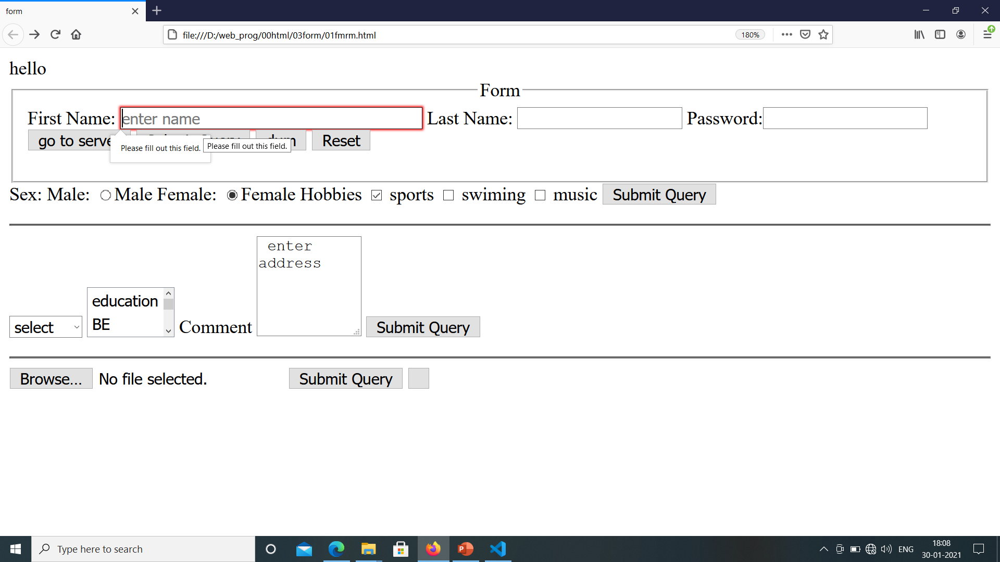 form
file:///D:/web_prog/00html/03form/01fmrm.html
180%
hello
Form
First Name: enter name Last Name: Password:
go to serve Reset
Please fill out this field. Please fill out this field.
Sex: Male: Male Female: Female Hobbies sports swiming music Submit Query
enter
address
education
select BE Comment Submit Query
Browse... No file selected. Submit Query
Type here to search
ENG
18:08
30-01-2021